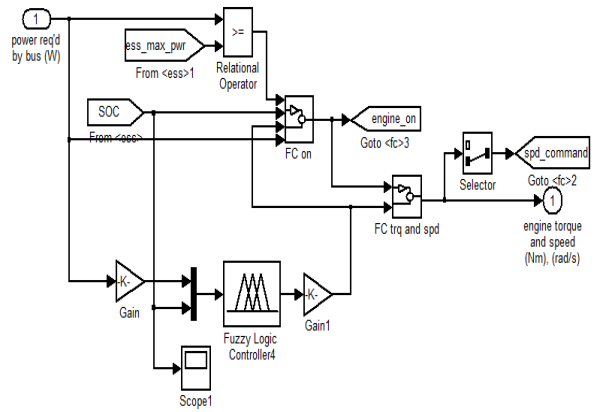 1
power req'd
by bus (W)
ess_max_pwr
From <ess>1
>=
Relational
Operator
SOC
From <ess>
FC on
engine_on
Goto <fc>3
Selector
spd_command
Goto <fc>2
FC trq and spd
1
engine torque
and speed
(Nm), (rad/s)
-K-
Gain
Fuzzy Logic
Controller4
-K-
Gain1
Scope1